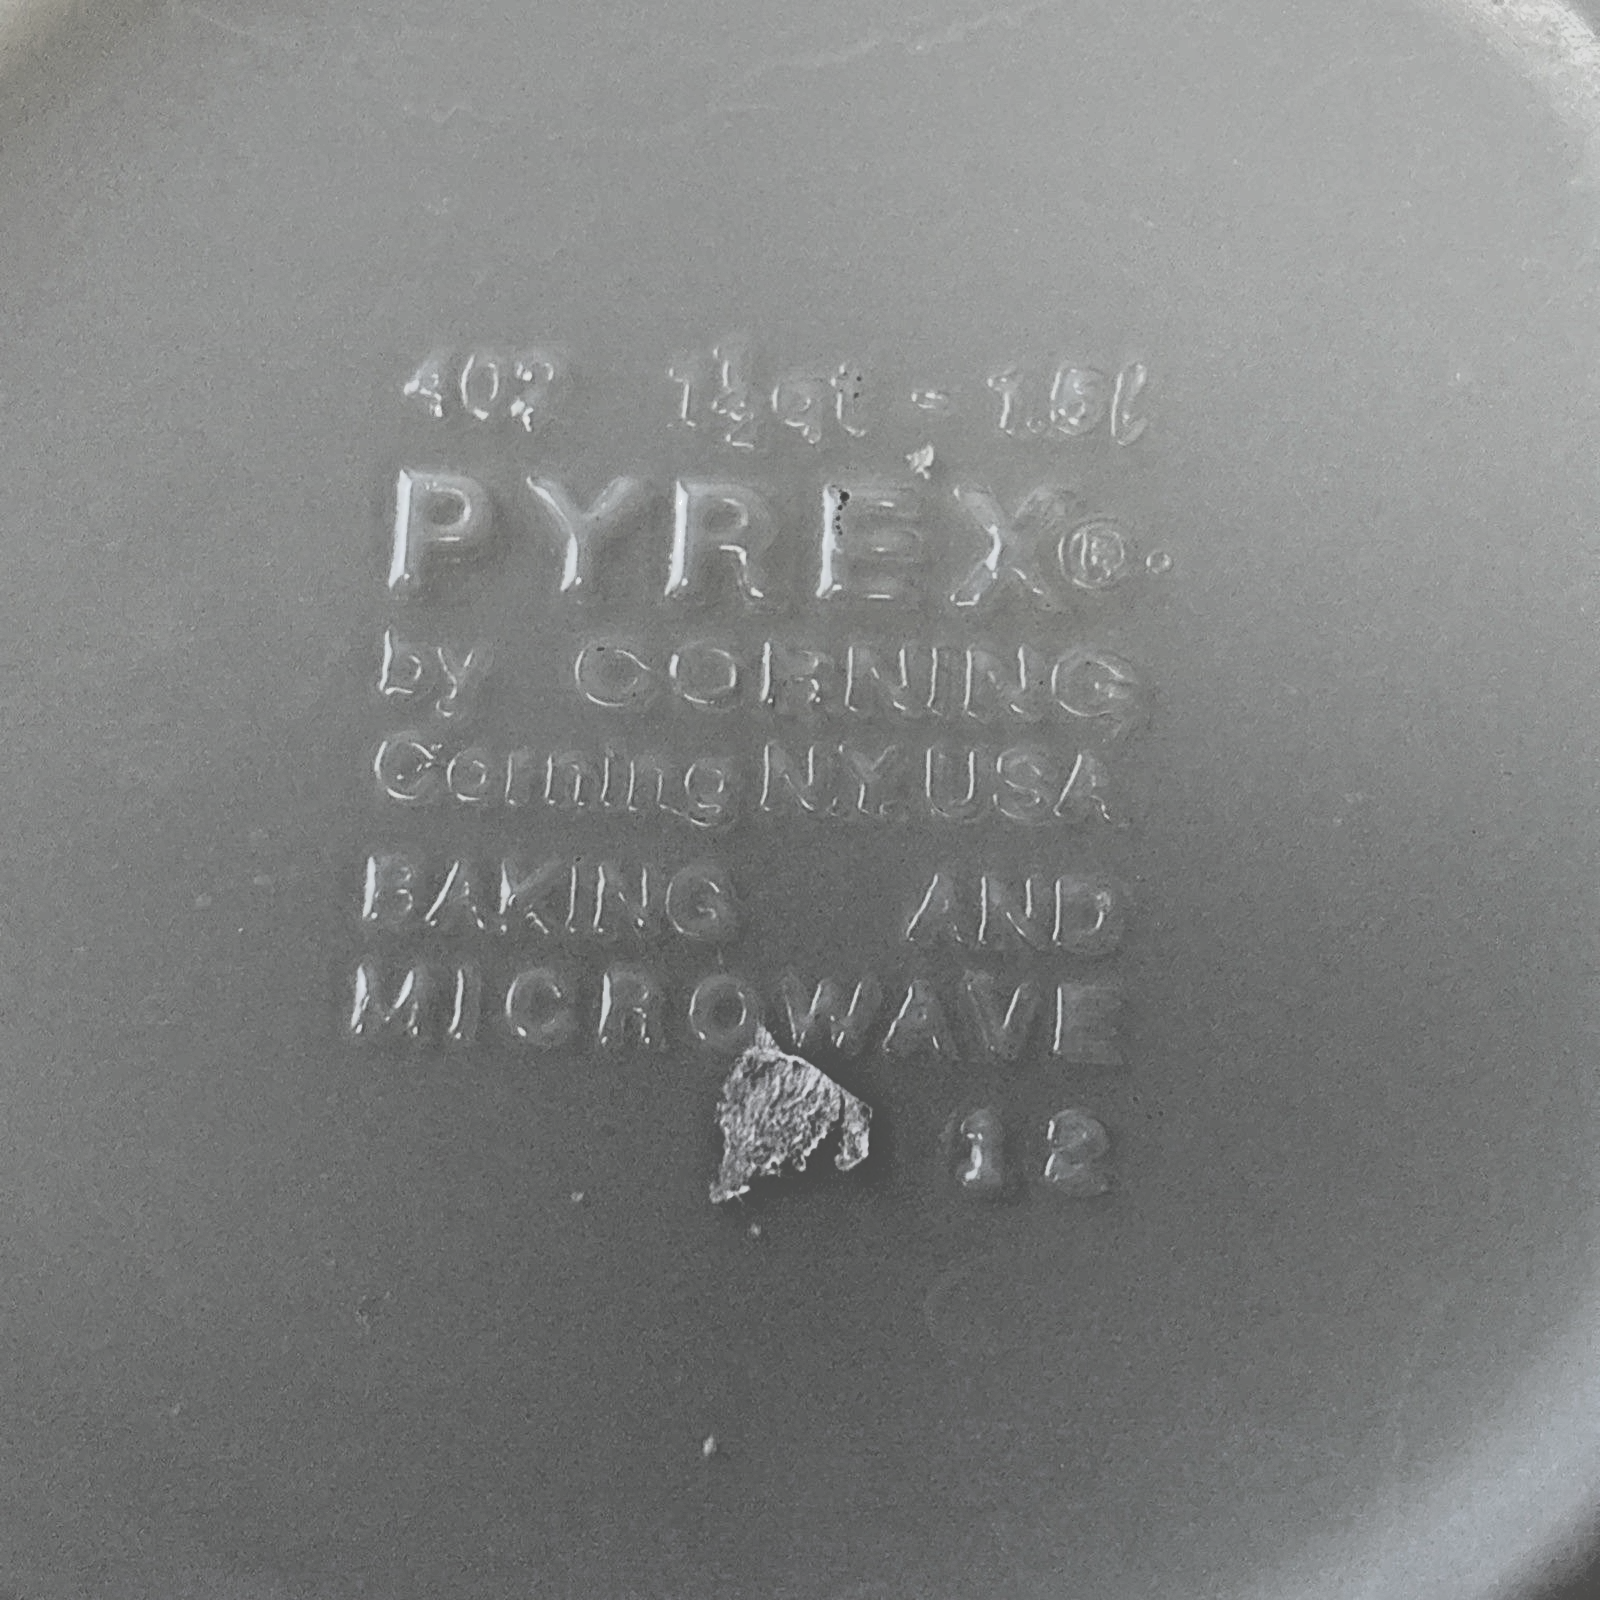 402 1½qt - 1.5ℓ
PYREX®.
by CORNING
Corning N.Y. USA
BAKING AND
MICROWAVE
12